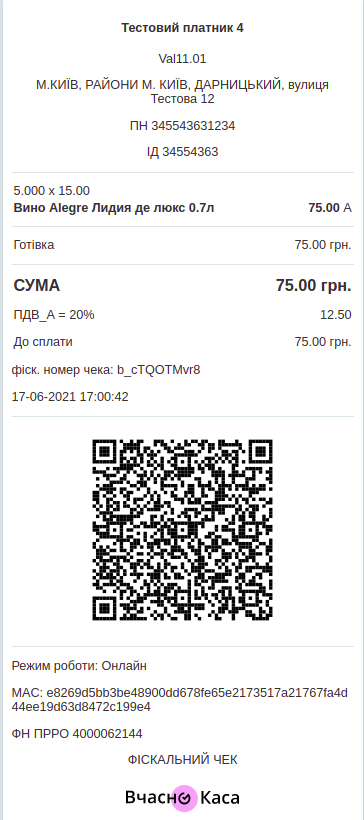 Тестовий платник 4
Val11.01
М.КИЇВ, РАЙОНИ М. КИЇВ, ДАРНИЦЬКИЙ, вулиця
Тестова 12
ПН 345543631234
ІД 34554363
5.000 x 15.00
Вино Alegre Лидия де люкс 0.7л 75.00 А
Готівка 75.00 грн.
СУМА 75.00 грн.
ПДВ_А = 20% 12.50
До сплати 75.00 грн.
фіск. номер чека: b_cTQOTMvr8
17-06-2021 17:00:42
Режим роботи: Онлайн
MAC: e8269d5bb3be48900dd678fe65e2173517a21767fa4d
44ee19d63d8472c199e4
ФН ПРРО 4000062144
ФІСКАЛЬНИЙ ЧЕК
Вчасно Каса